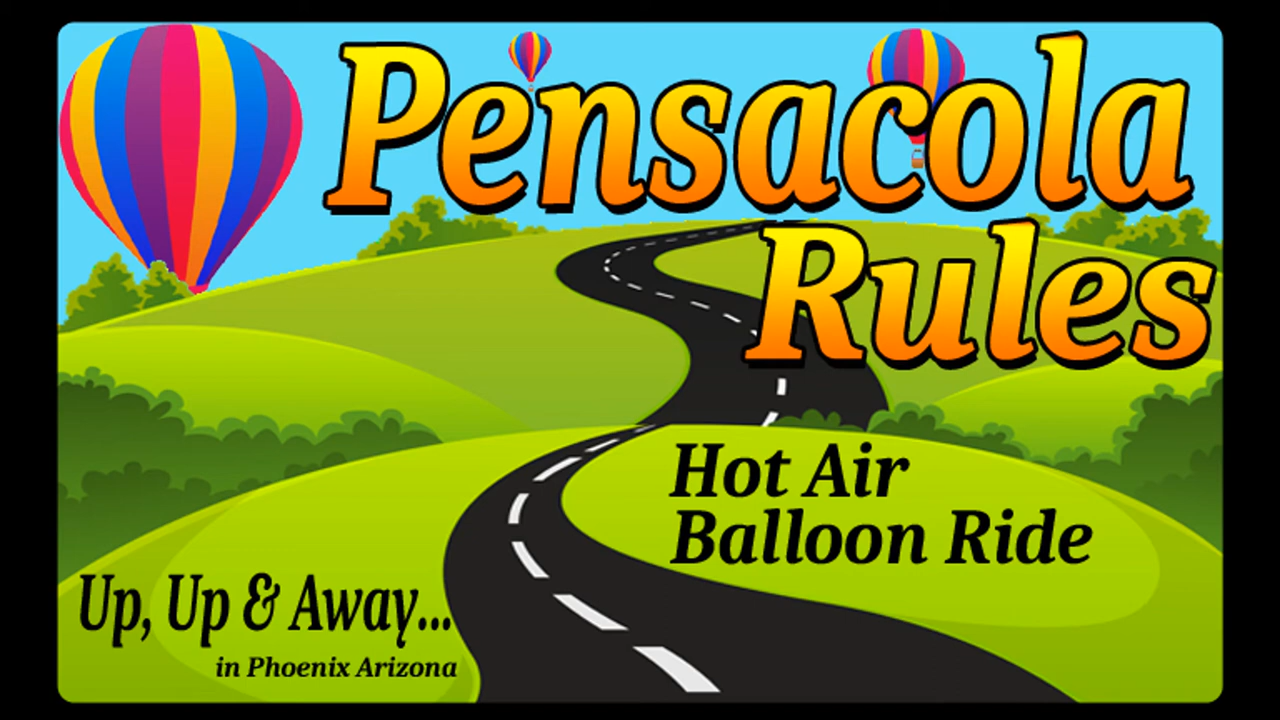 Pensacola
Rules
Hot Air
Balloon Ride
Up, Up & Away...
in Phoenix Arizona